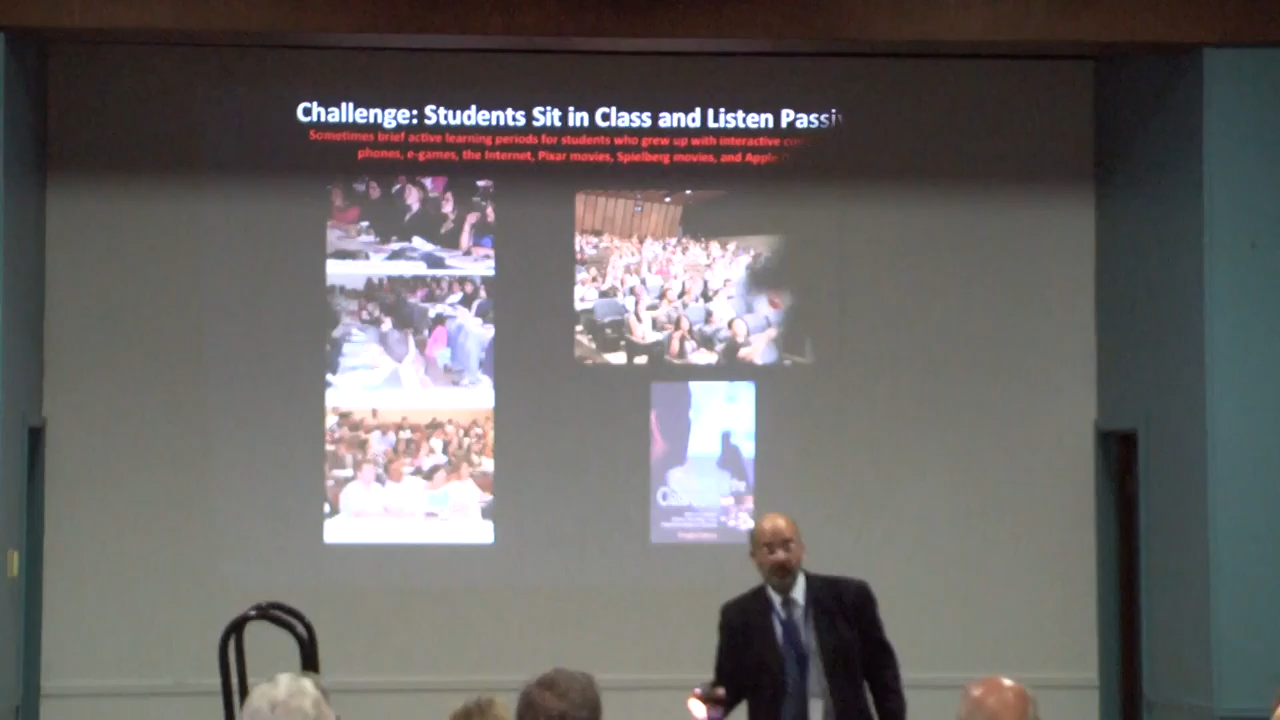 Challenge: Students Sit in Class and Listen Passi
Sometimes brief active learning periods for students who grew up with interactive
phones, e-games, the Internet, Pixar movies, Spielberg movies, and Apple